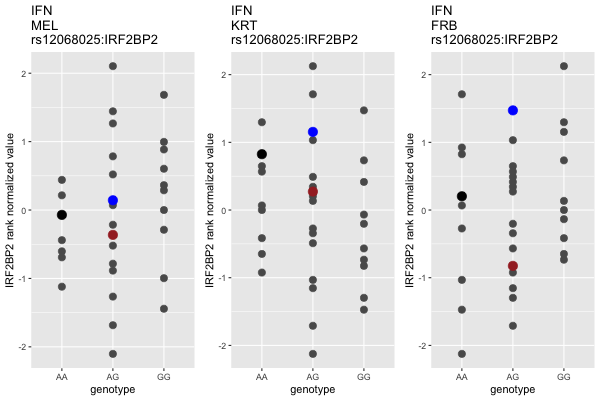 IFN
MEL
rs12068025:IRF2BP2
IRF2BP2 rank normalized value
2
1
0
-1
-2
AA AG GG
genotype
IFN
KRT
rs12068025:IRF2BP2
IRF2BP2 rank normalized value
2
1
0
-1
-2
AA AG GG
genotype
IFN
FRB
rs12068025:IRF2BP2
IRF2BP2 rank normalized value
2
1
0
-1
-2
AA AG GG
genotype